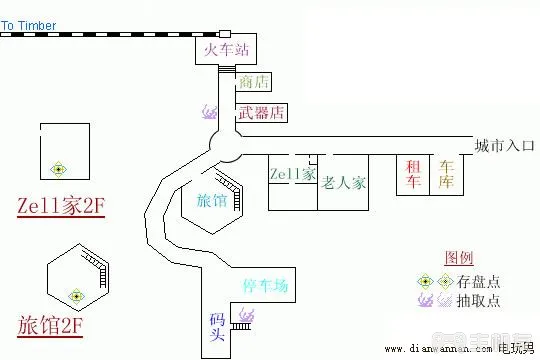 To Timber
火车站
商店
武器店
城市入口
Zell家
老人家
租车
车库
旅馆
Zell家2F
图例
存盘点
抽取点
停车场
码头
旅馆2F
www.dianwannan.com 电玩男